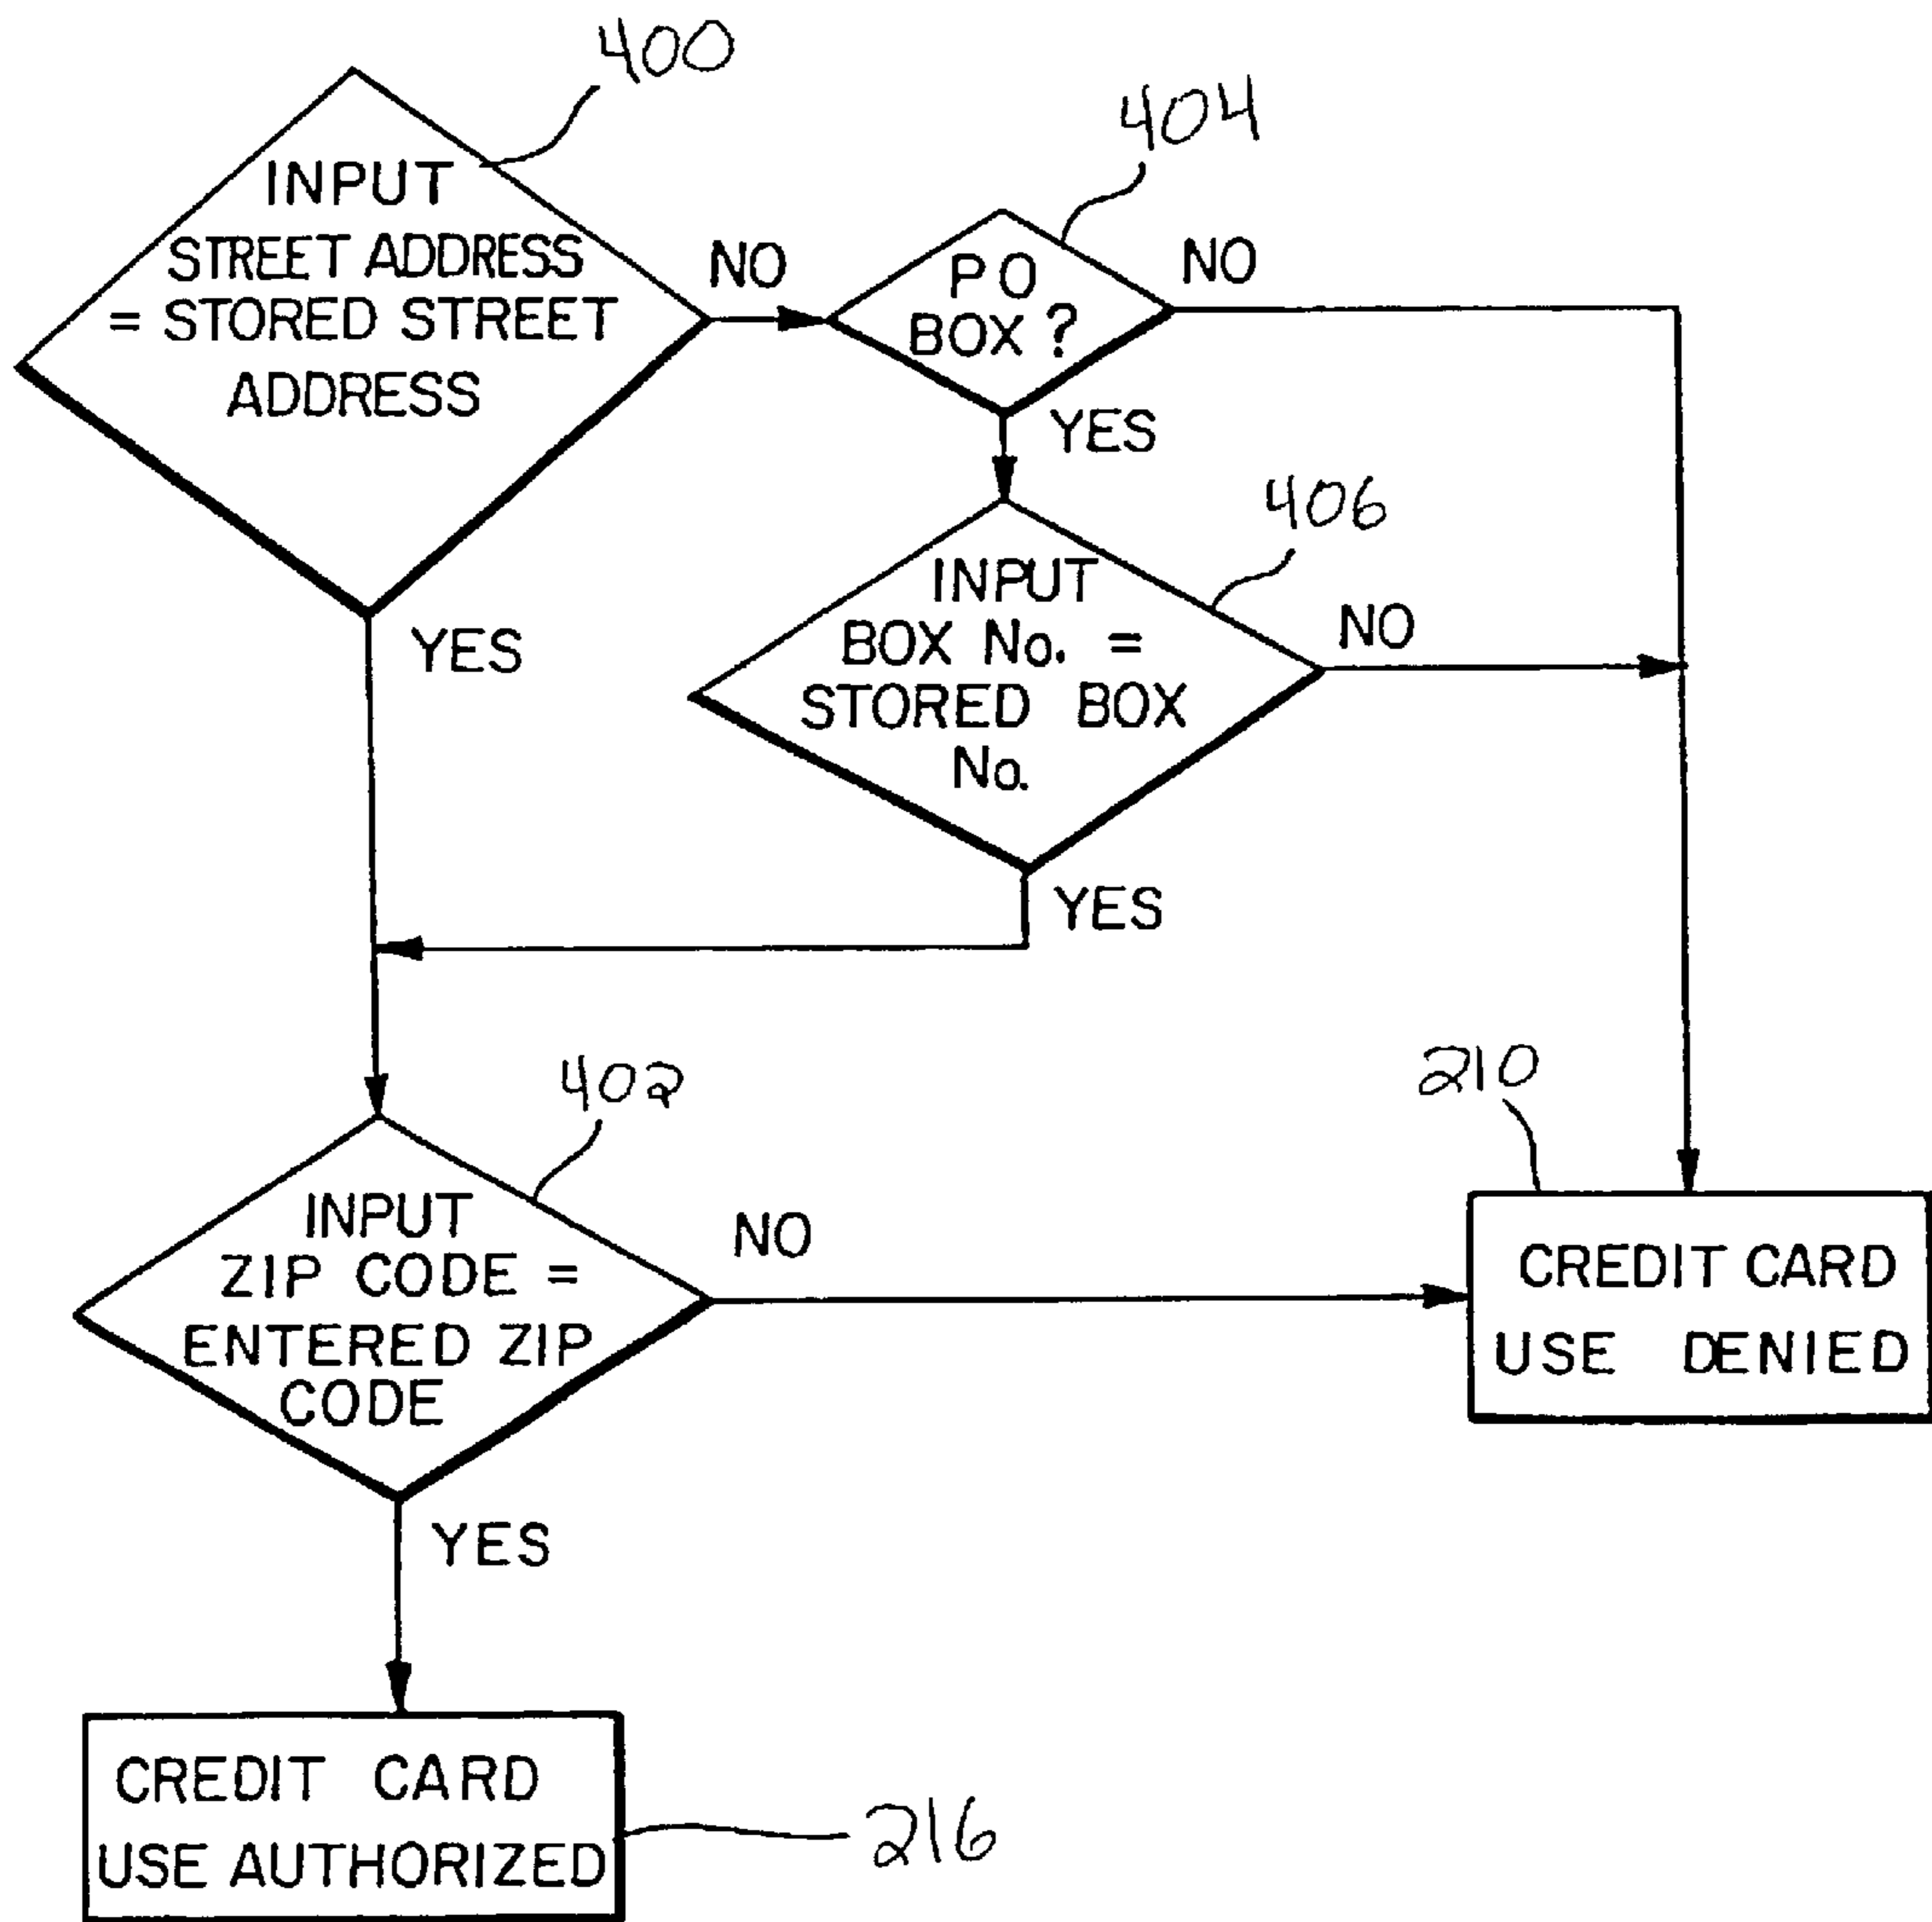 400
INPUT
STREET ADDRESS
= STORED STREET
ADDRESS
NO
YES
404
P O
BOX ?
NO
YES
406
INPUT
BOX No. =
STORED BOX
No.
NO
YES
402
INPUT
ZIP CODE =
ENTERED ZIP
CODE
NO
YES
210
CREDIT CARD
USE DENIED
CREDIT CARD
USE AUTHORIZED
216